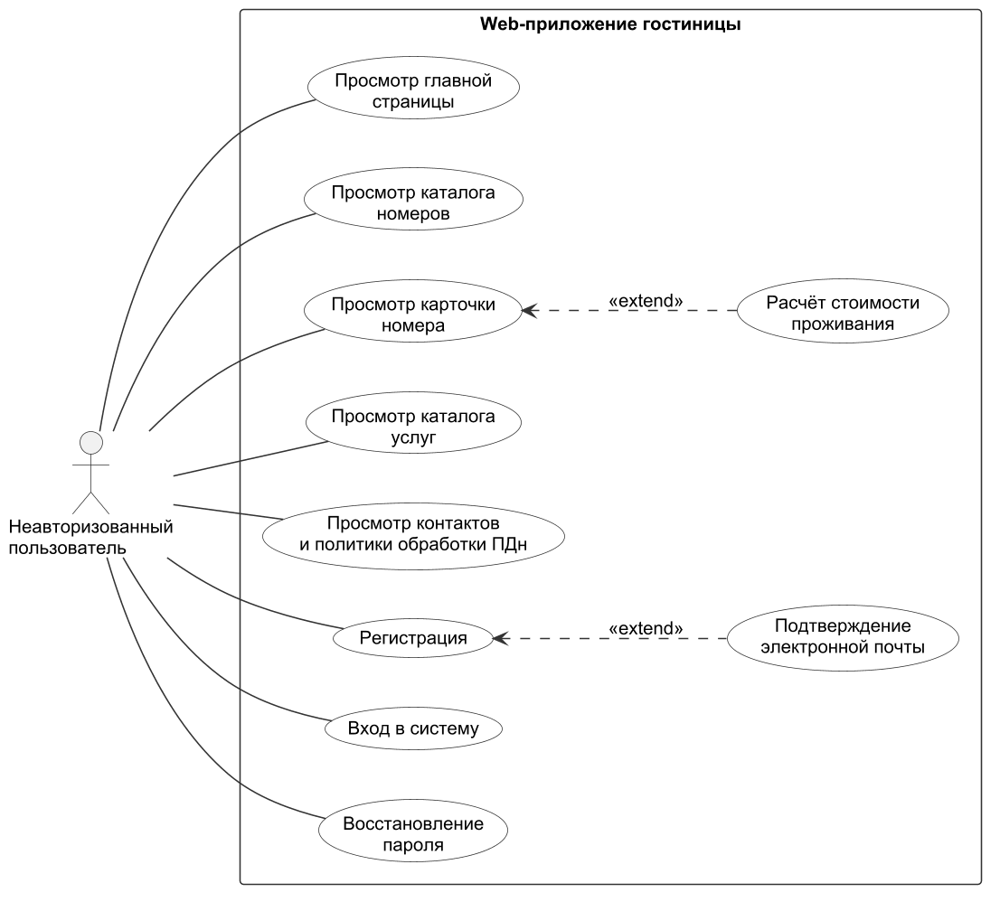 Web-приложение гостиницы
Просмотр главной
страницы
Просмотр каталога
номеров
Просмотр карточки
номера
«extend»
Расчёт стоимости
проживания
Просмотр каталога
услуг
Неавторизованный
пользователь
Просмотр контактов
и политики обработки ПДн
Регистрация
«extend»
Подтверждение
электронной почты
Вход в систему
Восстановление
пароля